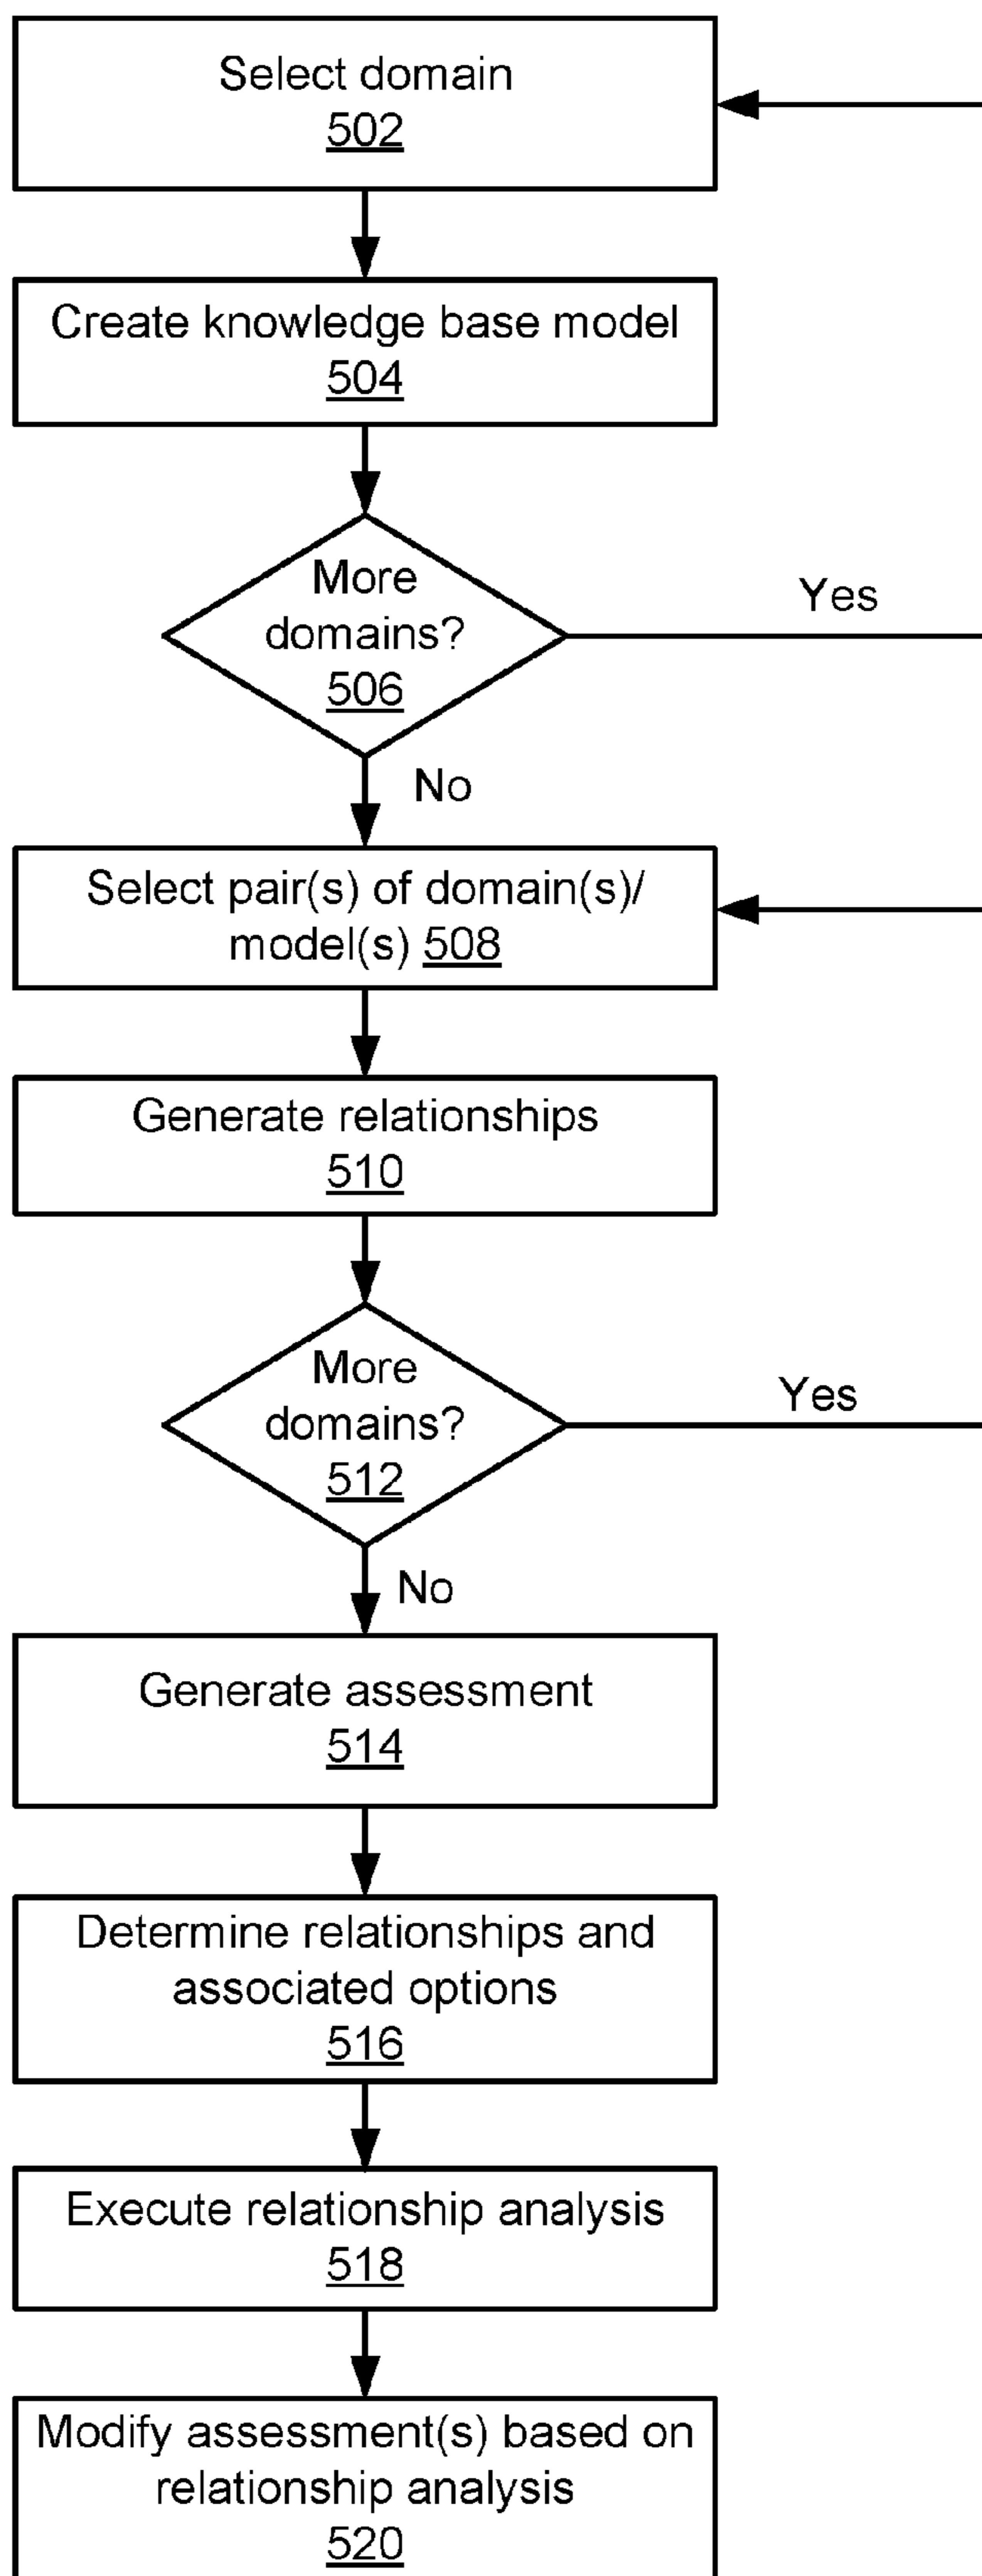 Select domain
502
Create knowledge base model
504
More
domains?
506
Yes
No
Select pair(s) of domain(s)/
model(s) 508
Generate relationships
510
More
domains?
512
Yes
No
Generate assessment
514
Determine relationships and
associated options
516
Execute relationship analysis
518
Modify assessment(s) based on
relationship analysis
520